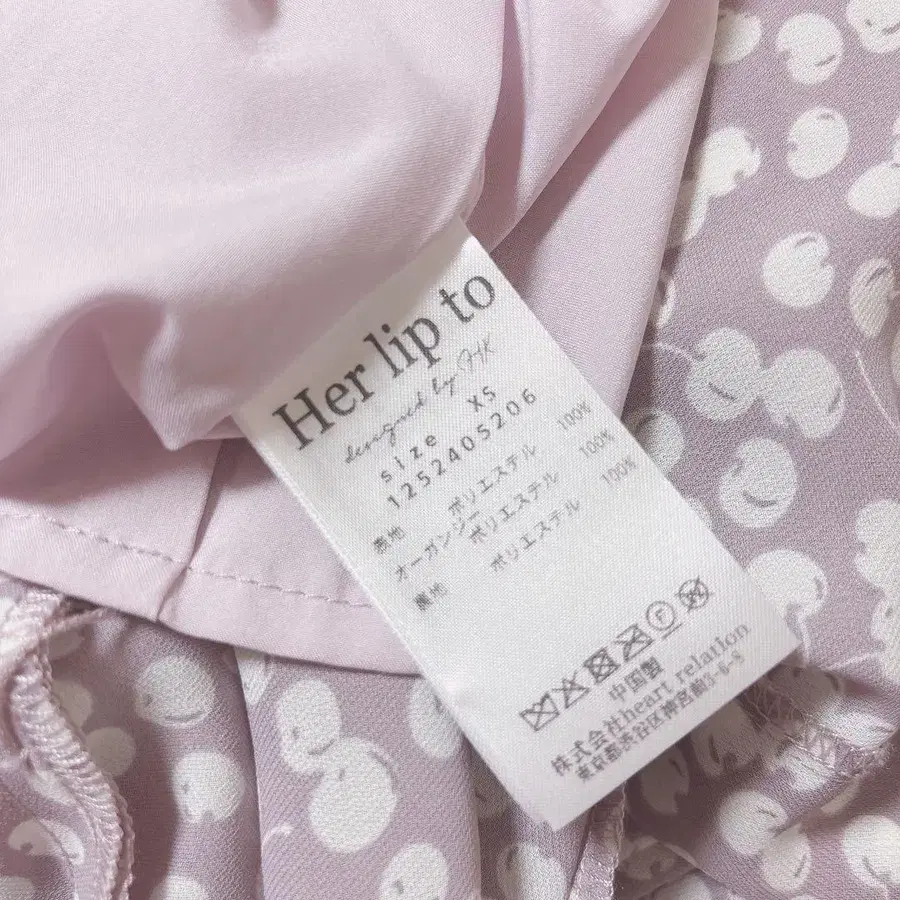 Her lip to
designed by HK
size XS
1252405206
表地 ポリエステル 100%
オーガンジー ポリエステル 100%
裏地 ポリエステル 100%
中国製
株式会社heart relation
東京都渋谷区神宮前3-6-8